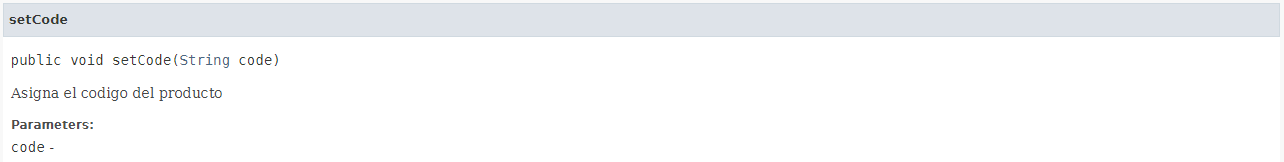 setCode
public void setCode(String code)
Asigna el codigo del producto
Parameters:
code -